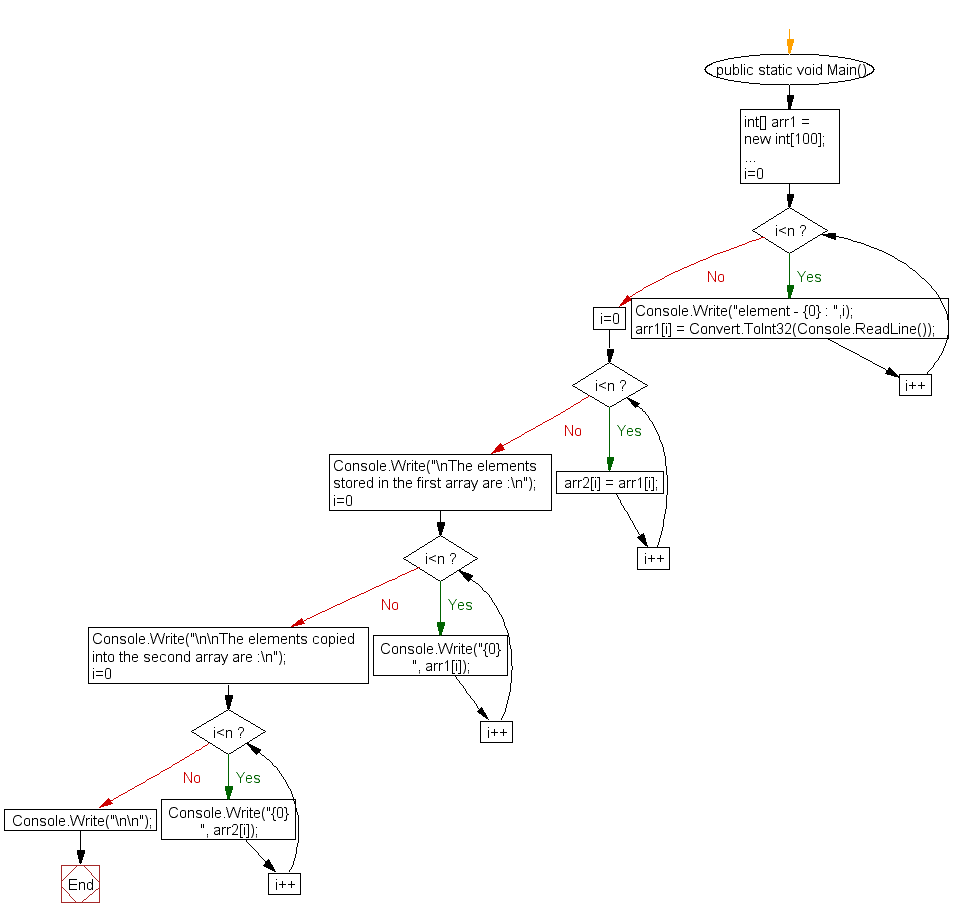 public static void Main()
int[] arr1 =
new int[100];
...
i=0
i<n ?
No
Yes
i=0
Console.Write("element - {0} : ",i);
arr1[i] = Convert.ToInt32(Console.ReadLine());
i++
i<n ?
No
Yes
Console.Write("\nThe elements
stored in the first array are :\n");
i=0
arr2[i] = arr1[i];
i++
i<n ?
No
Yes
Console.Write("\n\nThe elements copied
into the second array are :\n");
i=0
Console.Write("{0}
", arr1[i]);
i++
i<n ?
No
Yes
Console.Write("\n\n");
Console.Write("{0}
", arr2[i]);
i++
End